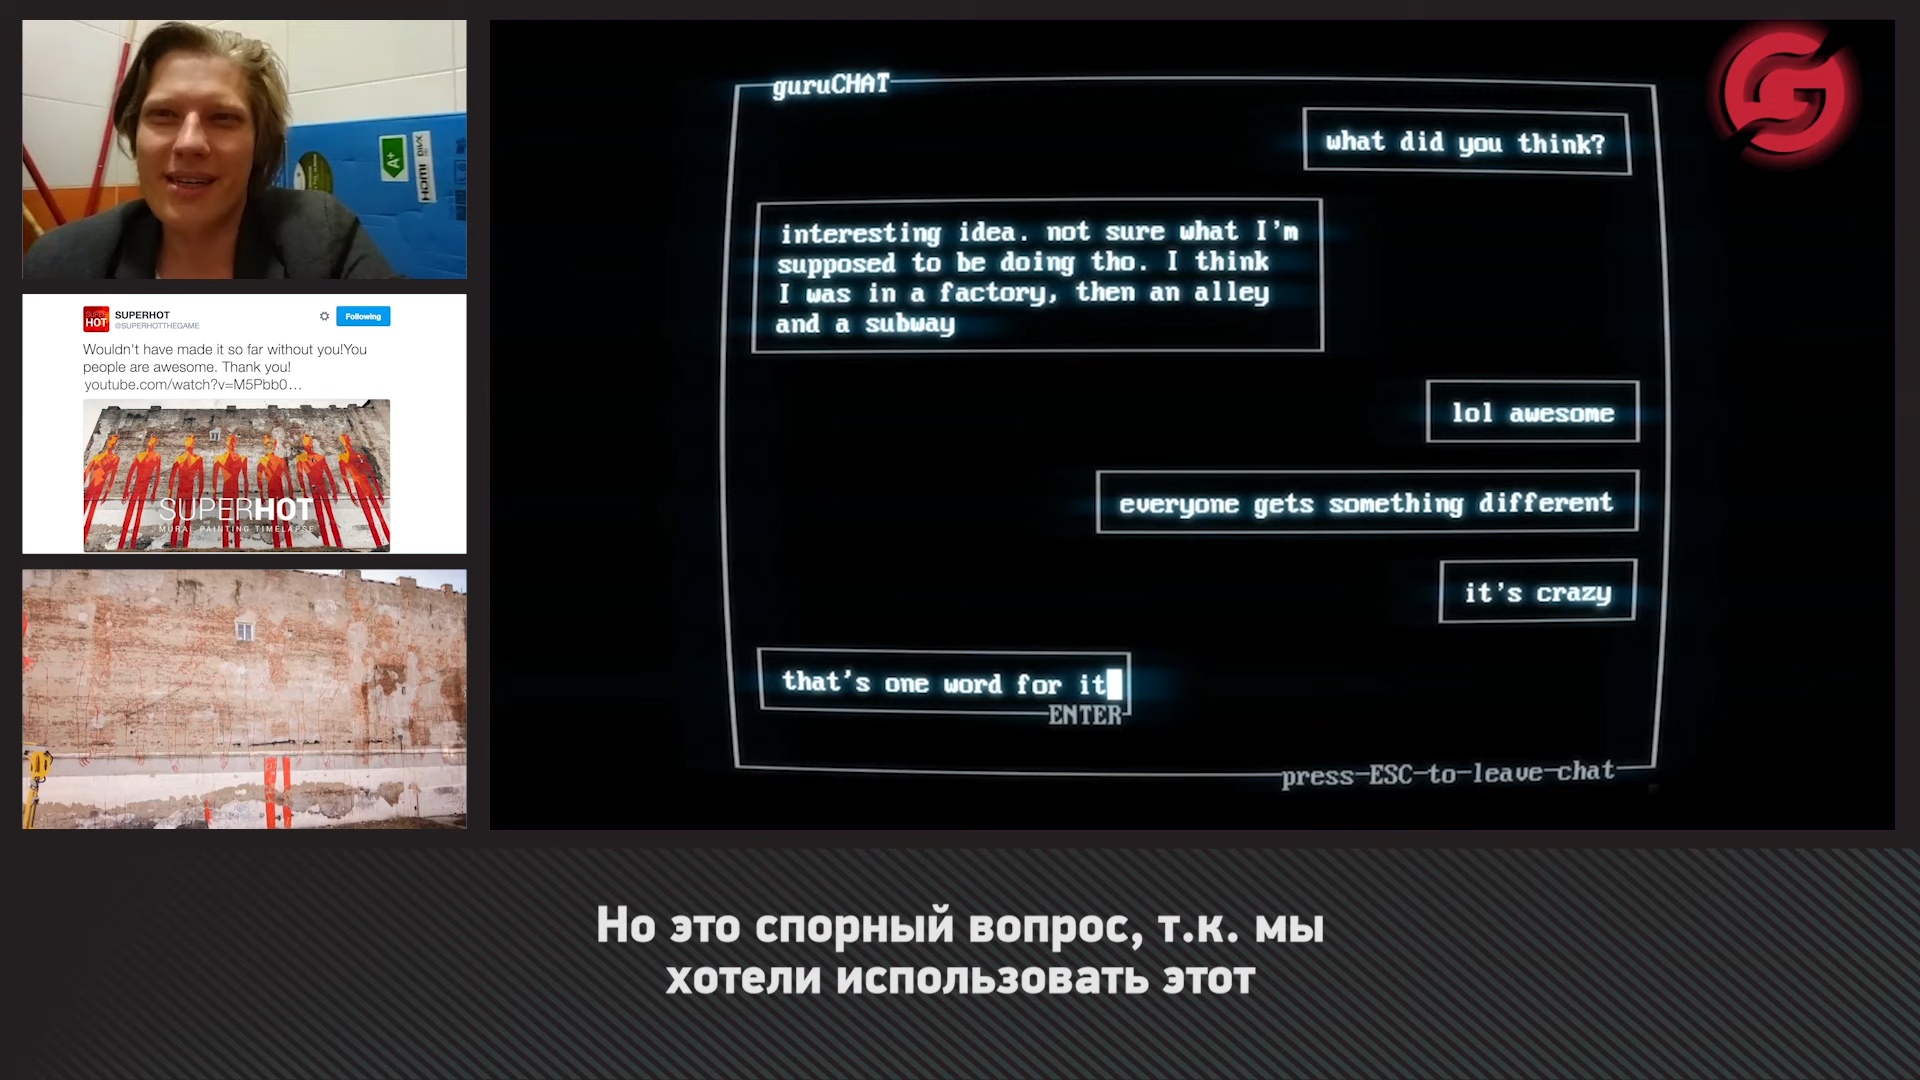 A+
HDMI
DivX
SUPER
HOT
SUPERHOT
@SUPERHOTTHEGAME
Following
Wouldn't have made it so far without you!You
people are awesome. Thank you!
youtube.com/watch?v=M5Pbb0…
SUPERHOT
MURAL PAINTING TIMELAPSE
guruCHAT
what did you think?
interesting idea. not sure what I'm
supposed to be doing tho. I think
I was in a factory, then an alley
and a subway
lol awesome
everyone gets something different
it's crazy
that's one word for it
ENTER
press-ESC-to-leave-chat
G
Но это спорный вопрос, т.к. мы
хотели использовать этот